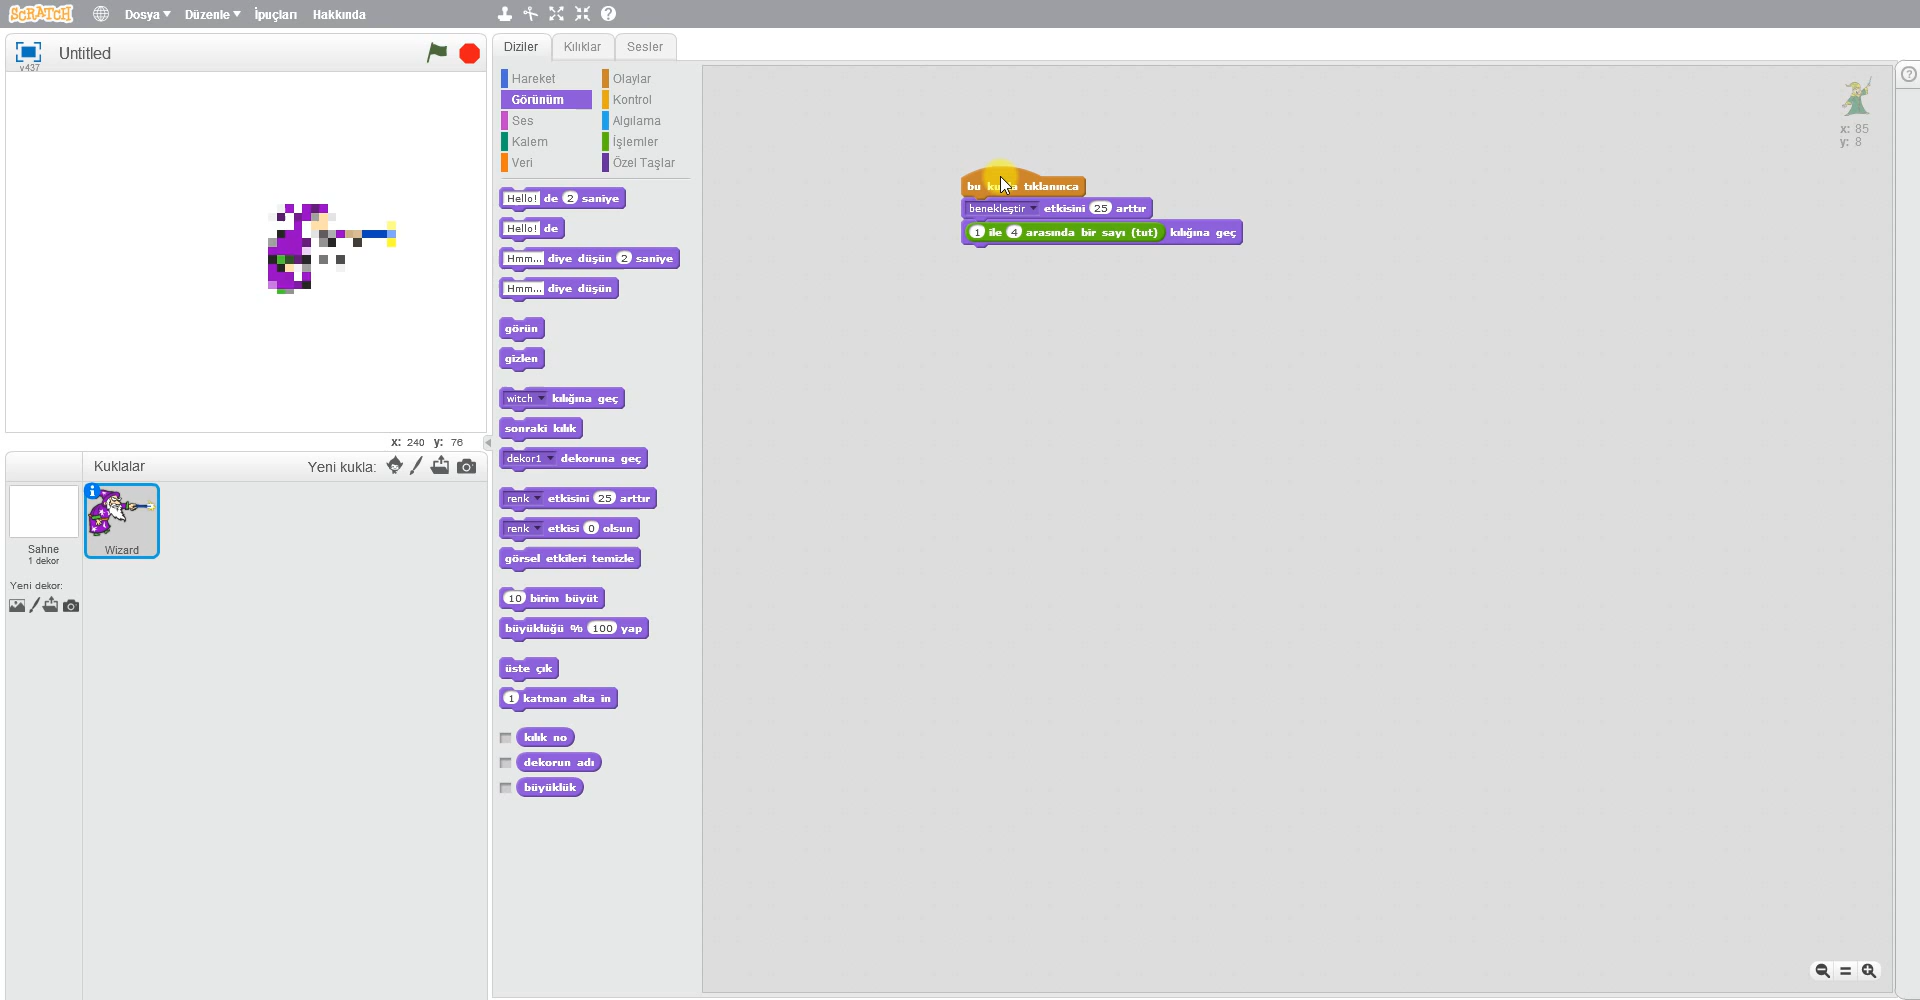 SCRATCH Dosya Düzenle İpuçları Hakkında
Untitled
v437
Diziler Kılıklar Sesler
Hareket Olaylar
Görünüm Kontrol
Ses Algılama
Kalem İşlemler
Veri Özel Taşlar
Hello! de 2 saniye
Hello! de
Hmm... diye düşün 2 saniye
Hmm... diye düşün
görün
gizlen
witch kılığına geç
sonraki kılık
dekor1 dekoruna geç
renk etkisini 25 arttır
renk etkisi 0 olsun
görsel etkileri temizle
10 birim büyüt
büyüklüğü % 100 yap
üste çık
1 katman alta in
kılık no
dekorun adı
büyüklük
bu tıklanınca
benekleştir etkisini 25 arttır
1 ile 4 arasında bir sayı (tut) kılığına geç
x: 85
y: 8
x: 240 y: 76
Kuklalar Yeni kukla:
Wizard
Sahne
1 dekor
Yeni dekor: